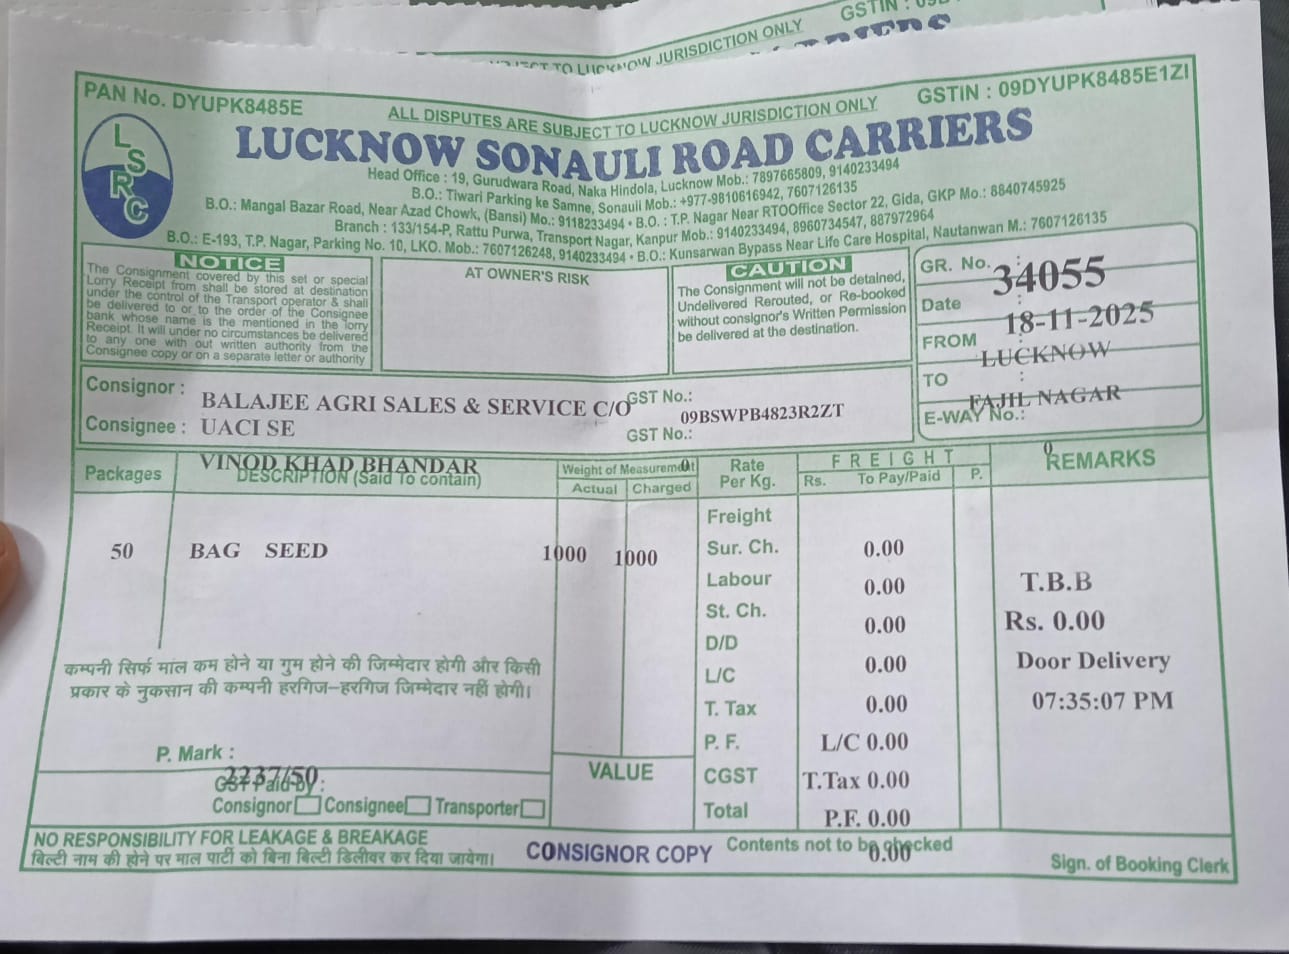 GSTIN : 09D
SUBJECT TO LUCKNOW JURISDICTION ONLY
CARRIERS
PAN No. DYUPK8485E
ALL DISPUTES ARE SUBJECT TO LUCKNOW JURISDICTION ONLY
GSTIN : 09DYUPK8485E1ZI
LSRC
LUCKNOW SONAULI ROAD CARRIERS
Head Office : 19, Gurudwara Road, Naka Hindola, Lucknow Mob.: 7897665809, 9140233494
B.O.: Tiwari Parking ke Samne, Sonauli Mob.: +977-9810616942, 7607126135
B.O.: Mangal Bazar Road, Near Azad Chowk, (Bansi) Mo.: 9118233494 • B.O. : T.P. Nagar Near RTOOffice Sector 22, Gida, GKP Mo.: 8840745925
Branch : 133/154-P, Rattu Purwa, Transport Nagar, Kanpur Mob.: 9140233494, 8960734547, 887972964
B.O.: E-193, T.P. Nagar, Parking No. 10, LKO. Mob.: 7607126248, 9140233494 • B.O.: Kunsarwan Bypass Near Life Care Hospital, Nautanwan M.: 7607126135
NOTICE
The Consignment covered by this set or special
Lorry Receipt from shall be stored at destination
under the control of the Transport operator & shall
be delivered to or to the order of the Consignee
bank whose name is the mentioned in the lorry
Receipt. It will under no circumstances be delivered
to any one with out written authority from the
Consignee copy or on a separate letter or authority
AT OWNER'S RISK
CAUTION
The Consignment will not be detained,
Undelivered Rerouted, or Re-booked
without consignor's Written Permission
be delivered at the destination.
GR. No. : 34055
Date : 18-11-2025
FROM : LUCKNOW
TO : FAJIL NAGAR
E-WAY No.:
0
Consignor : BALAJEE AGRI SALES & SERVICE C/O
GST No.: 09BSWPB4823R2ZT
Consignee : UACI SE
GST No.:
0
VINOD KHAD BHANDAR
Packages
DESCRIPTION (Said To contain)
Weight of Measurement
Actual Charged
Rate Per Kg.
FREIGHT
Rs. To Pay/Paid P.
REMARKS
50 BAG SEED 1000 1000
Freight
Sur. Ch. 0.00
Labour 0.00
St. Ch. 0.00
D/D 0.00
L/C 0.00
T. Tax
P. F. L/C 0.00
CGST T.Tax 0.00
Total P.F. 0.00
0.00
T.B.B
Rs. 0.00
Door Delivery
07:35:07 PM
कम्पनी सिर्फ माल कम होने या गुम होने की जिम्मेदार होगी और किसी
प्रकार के नुकसान की कम्पनी हरगिज-हरगिज जिम्मेदार नहीं होगी।
P. Mark :
2237/50
GST Paid by :
Consignor Consignee Transporter
VALUE
NO RESPONSIBILITY FOR LEAKAGE & BREAKAGE
बिल्टी नाम की होने पर माल पार्टी को बिना बिल्टी डिलीवर कर दिया जायेगा।
CONSIGNOR COPY
Contents not to be checked
Sign. of Booking Clerk